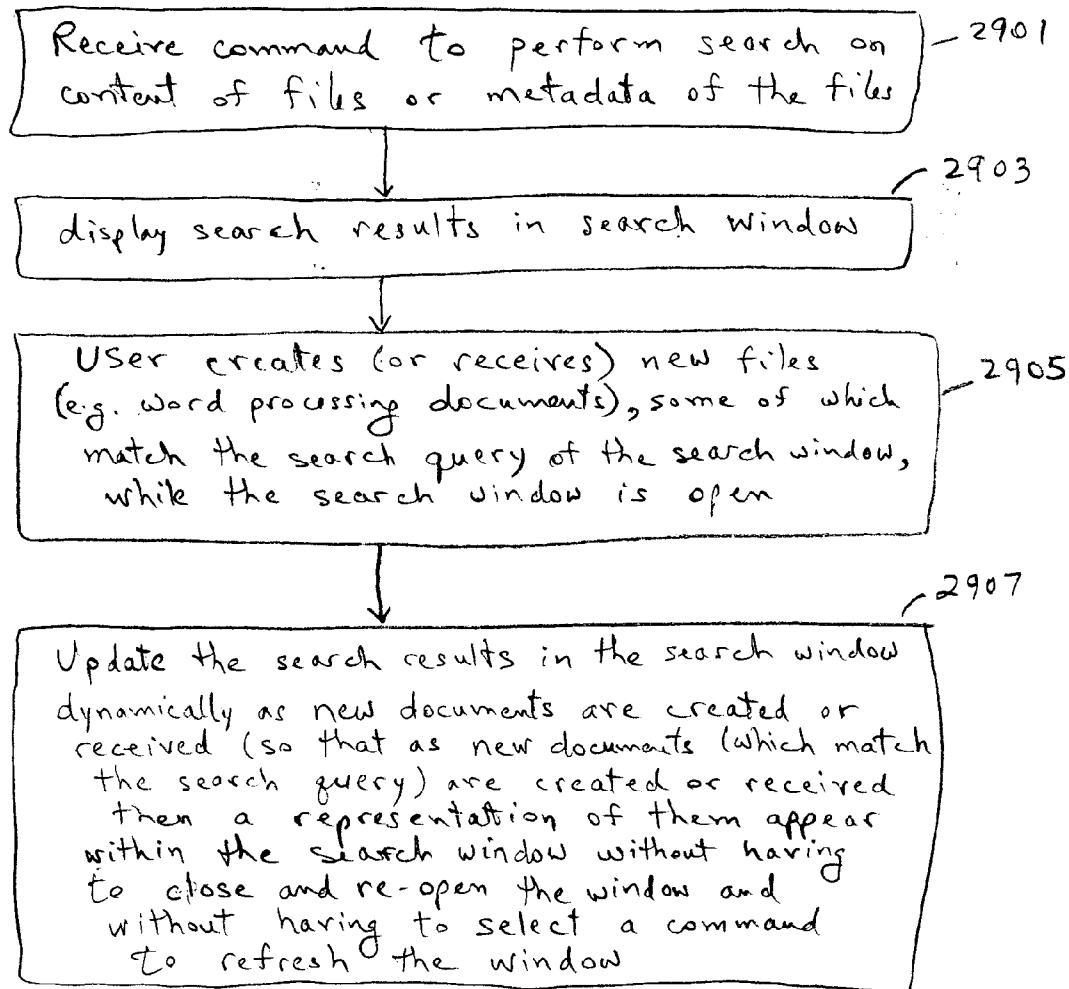 Receive command to perform search on
content of files or metadata of the files
2901
2903
display search results in search window
User creates (or receives) new files
(e.g. word processing documents), some of which
match the search query of the search window,
while the search window is open
2905
2907
Update the search results in the search window
dynamically as new documents are created or
received (so that as new documents (which match
the search query) are created or received
then a representation of them appear
within the search window without having
to close and re-open the window and
without having to select a command
to refresh the window